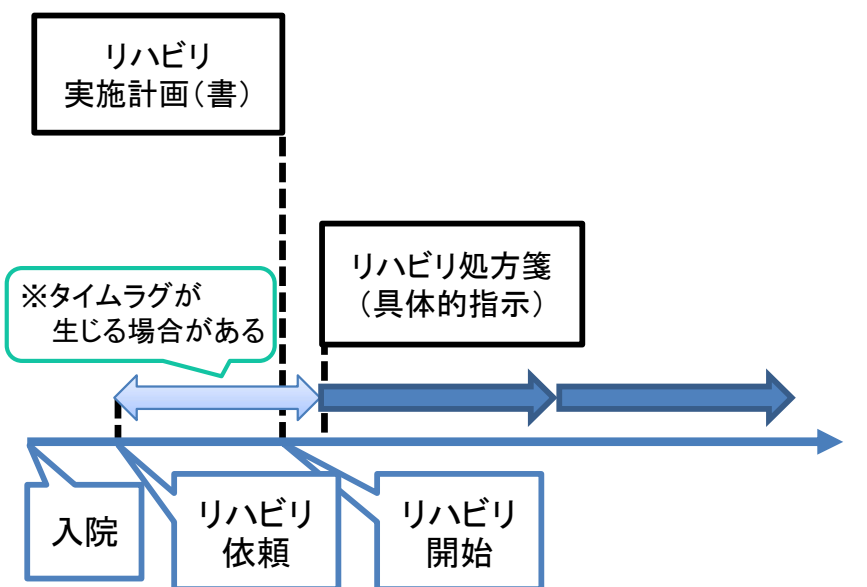 リハビリ
実施計画(書)
リハビリ処方箋
(具体的指示)
※タイムラグが
生じる場合がある
入院
リハビリ
依頼
リハビリ
開始